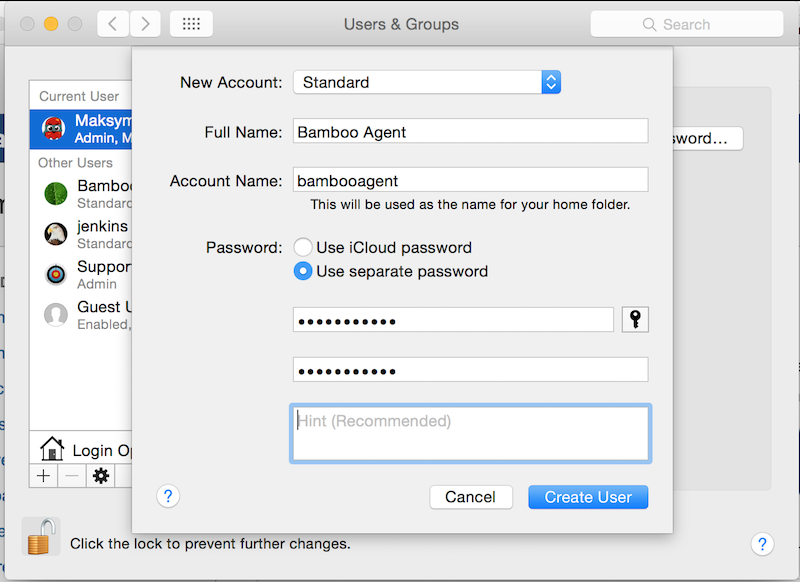 Users & Groups
Search
Current User
Maksym
Admin, M
Other Users
Bamboo
Standard
jenkins
Standard
Support
Admin
Guest U
Enabled,
Login Op
sword...
New Account:
Standard
Full Name:
Bamboo Agent
Account Name:
bambooagent
This will be used as the name for your home folder.
Password:
Use iCloud password
Use separate password
•••••••••••
•••••••••••
Hint (Recommended)
?
Cancel
Create User
Click the lock to prevent further changes.
?